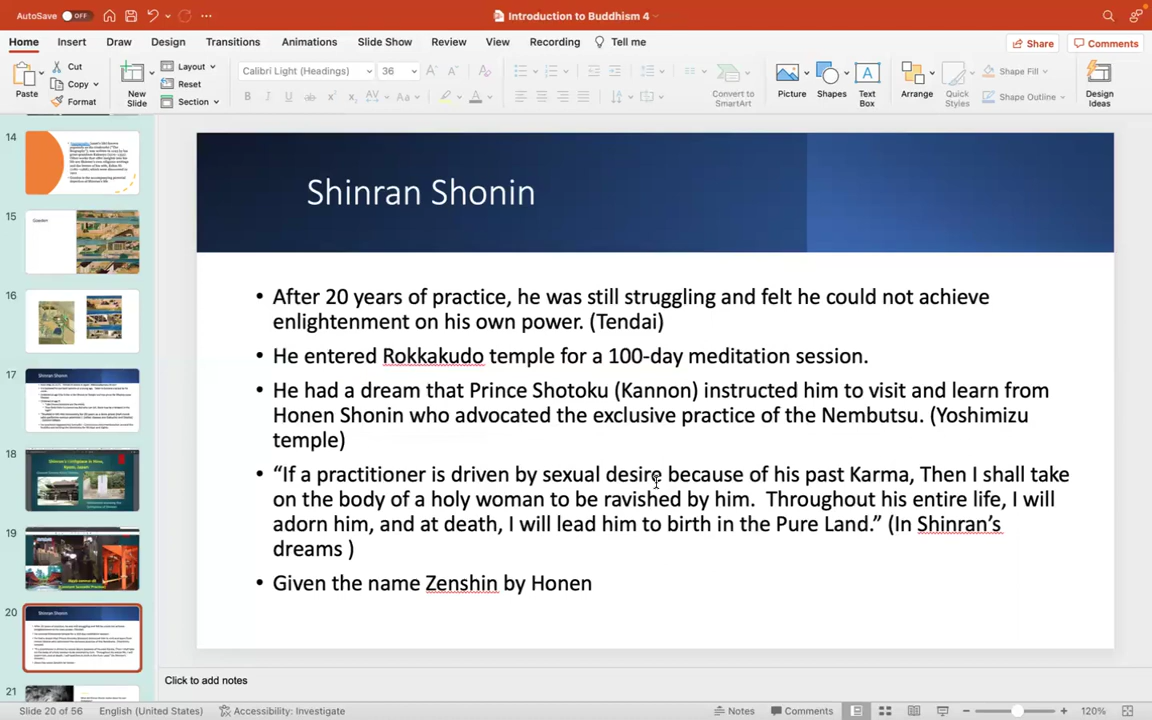 AutoSave OFF
Introduction to Buddhism 4
Home Insert Draw Design Transitions Animations Slide Show Review View Recording Tell me Share Comments
Paste
Cut
Copy
Format
New Slide
Layout
Reset
Section
Calibri Light (Headings) 36
Convert to SmartArt
Picture
Shapes
Text Box
Arrange
Quick Styles
Shape Fill
Shape Outline
Design Ideas
14
15
16
17
18
19
20
21
Shinran Shonin
• After 20 years of practice, he was still struggling and felt he could not achieve
enlightenment on his own power. (Tendai)
• He entered Rokkakudo temple for a 100-day meditation session.
• He had a dream that Prince Shotoku (Kannon) instructed him to visit and learn from
Honen Shonin who advocated the exclusive practice of the Nembutsu. (Yoshimizu
temple)
• “If a practitioner is driven by sexual desire because of his past Karma, Then I shall take
on the body of a holy woman to be ravished by him. Throughout his entire life, I will
adorn him, and at death, I will lead him to birth in the Pure Land.” (In Shinran’s
dreams )
• Given the name Zenshin by Honen
Click to add notes
Slide 20 of 56 English (United States) Accessibility: Investigate Notes Comments 120%